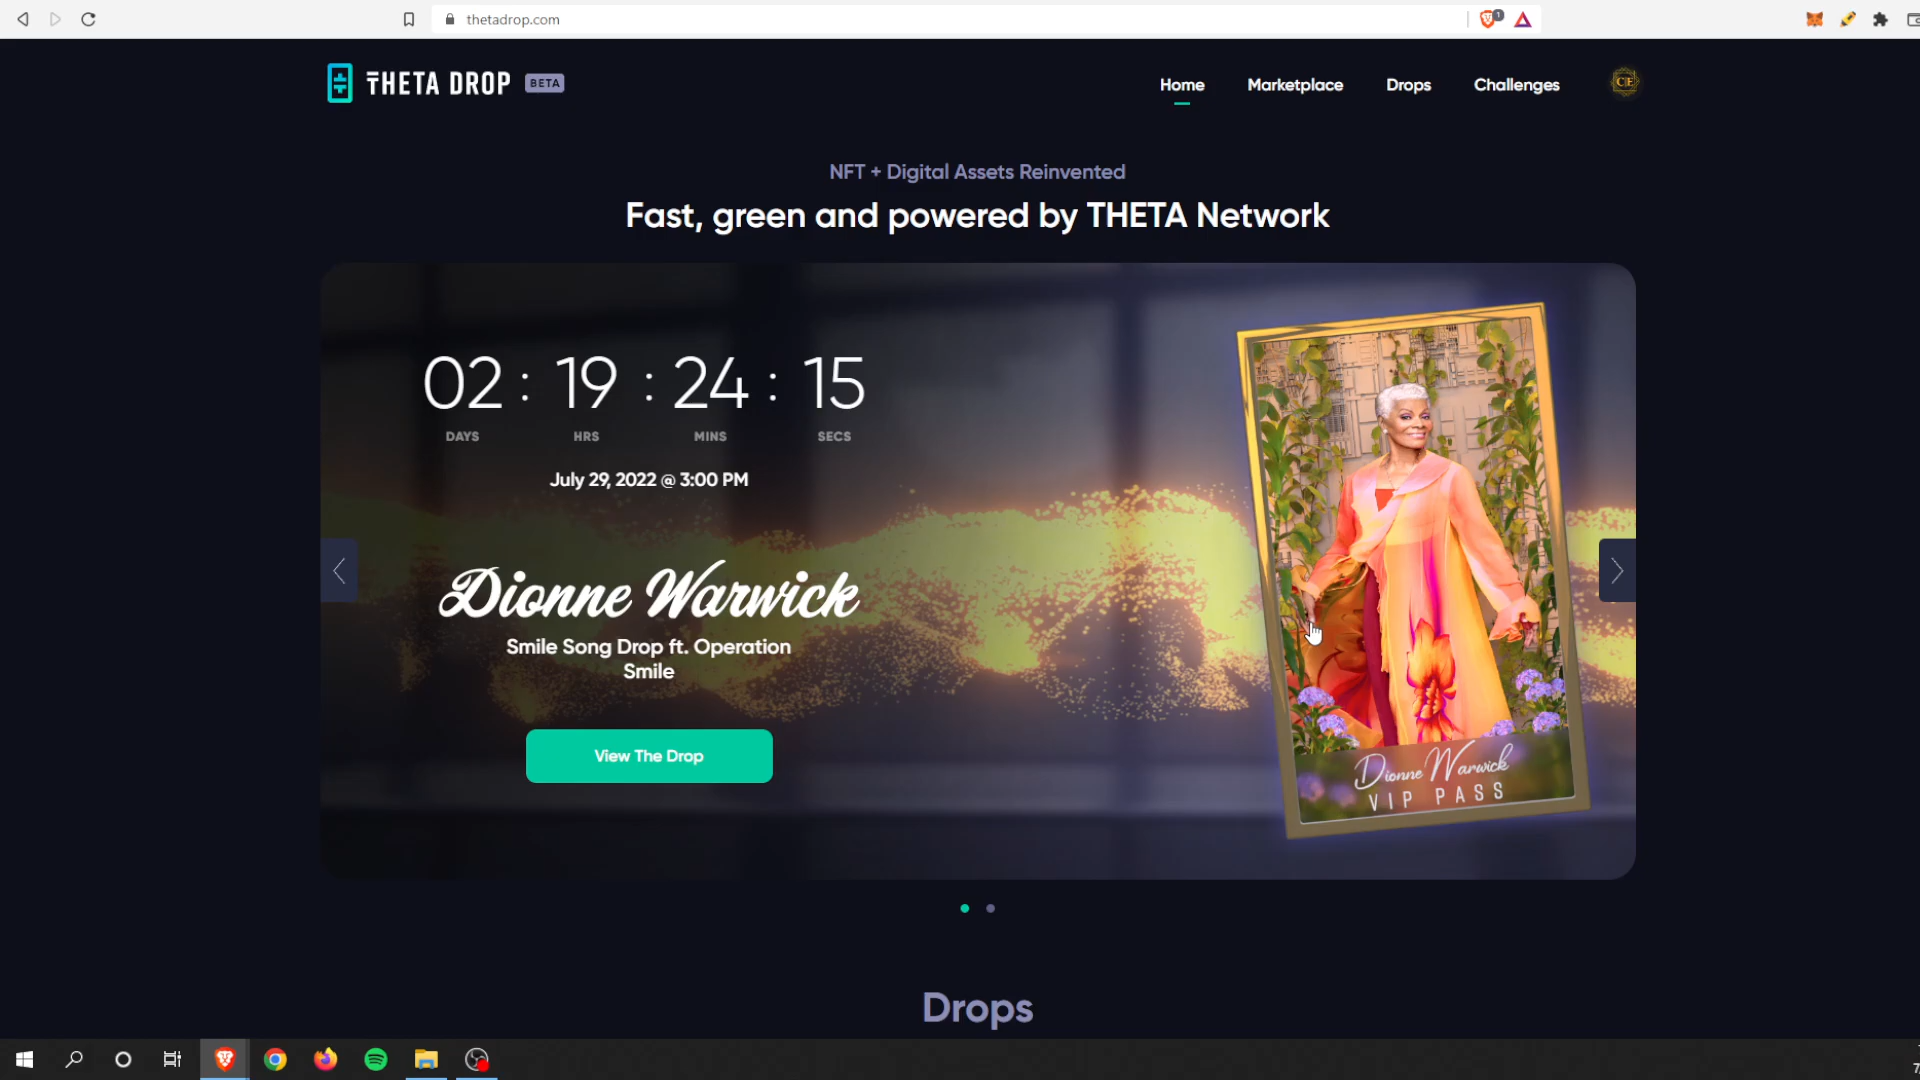 thetadrop.com
1
THETA DROP BETA
Home Marketplace Drops Challenges
CE
NFT + Digital Assets Reinvented
Fast, green and powered by THETA Network
02 : 19 : 24 : 15
DAYS HRS MINS SECS
July 29, 2022 @ 3:00 PM
Dionne Warwick
Smile Song Drop ft. Operation
Smile
View The Drop
Dionne Warwick
VIP PASS
Drops